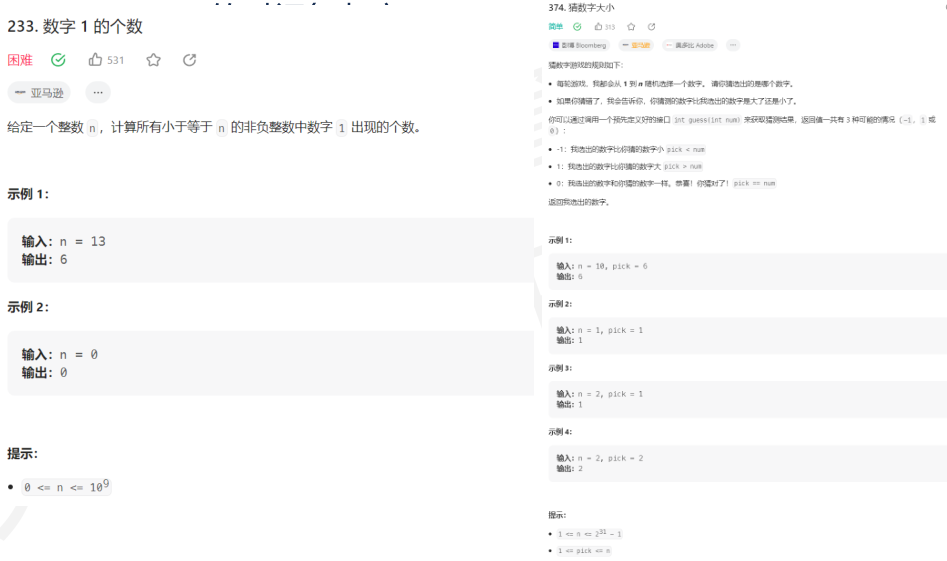 233. 数字 1 的个数
困难 531
亚马逊 ...
给定一个整数 n，计算所有小于等于 n 的非负整数中数字 1 出现的个数。
示例 1：
输入：n = 13
输出：6
示例 2：
输入：n = 0
输出：0
提示：
0 <= n <= 10⁹
374. 猜数字大小
简单 313
彭博 Bloomberg 亚马逊 奥多比 Adobe ...
猜数字游戏的规则如下：
每轮游戏，我都会从 1 到 n 随机选择一个数字。 请你猜选出的是哪个数字。
如果你猜错了，我会告诉你，你猜测的数字比我选出的数字是大了还是小了。
你可以通过调用一个预先定义好的接口 int guess(int num) 来获取猜测结果，返回值一共有 3 种可能的情况（-1，1 或
0）：
-1：我选出的数字比你猜的数字小 pick < num
1：我选出的数字比你猜的数字大 pick > num
0：我选出的数字和你猜的数字一样。恭喜！你猜对了！pick == num
返回我选出的数字。
示例 1：
输入：n = 10, pick = 6
输出：6
示例 2：
输入：n = 1, pick = 1
输出：1
示例 3：
输入：n = 2, pick = 1
输出：1
示例 4：
输入：n = 2, pick = 2
输出：2
提示：
1 <= n <= 2³¹ - 1
1 <= pick <= n